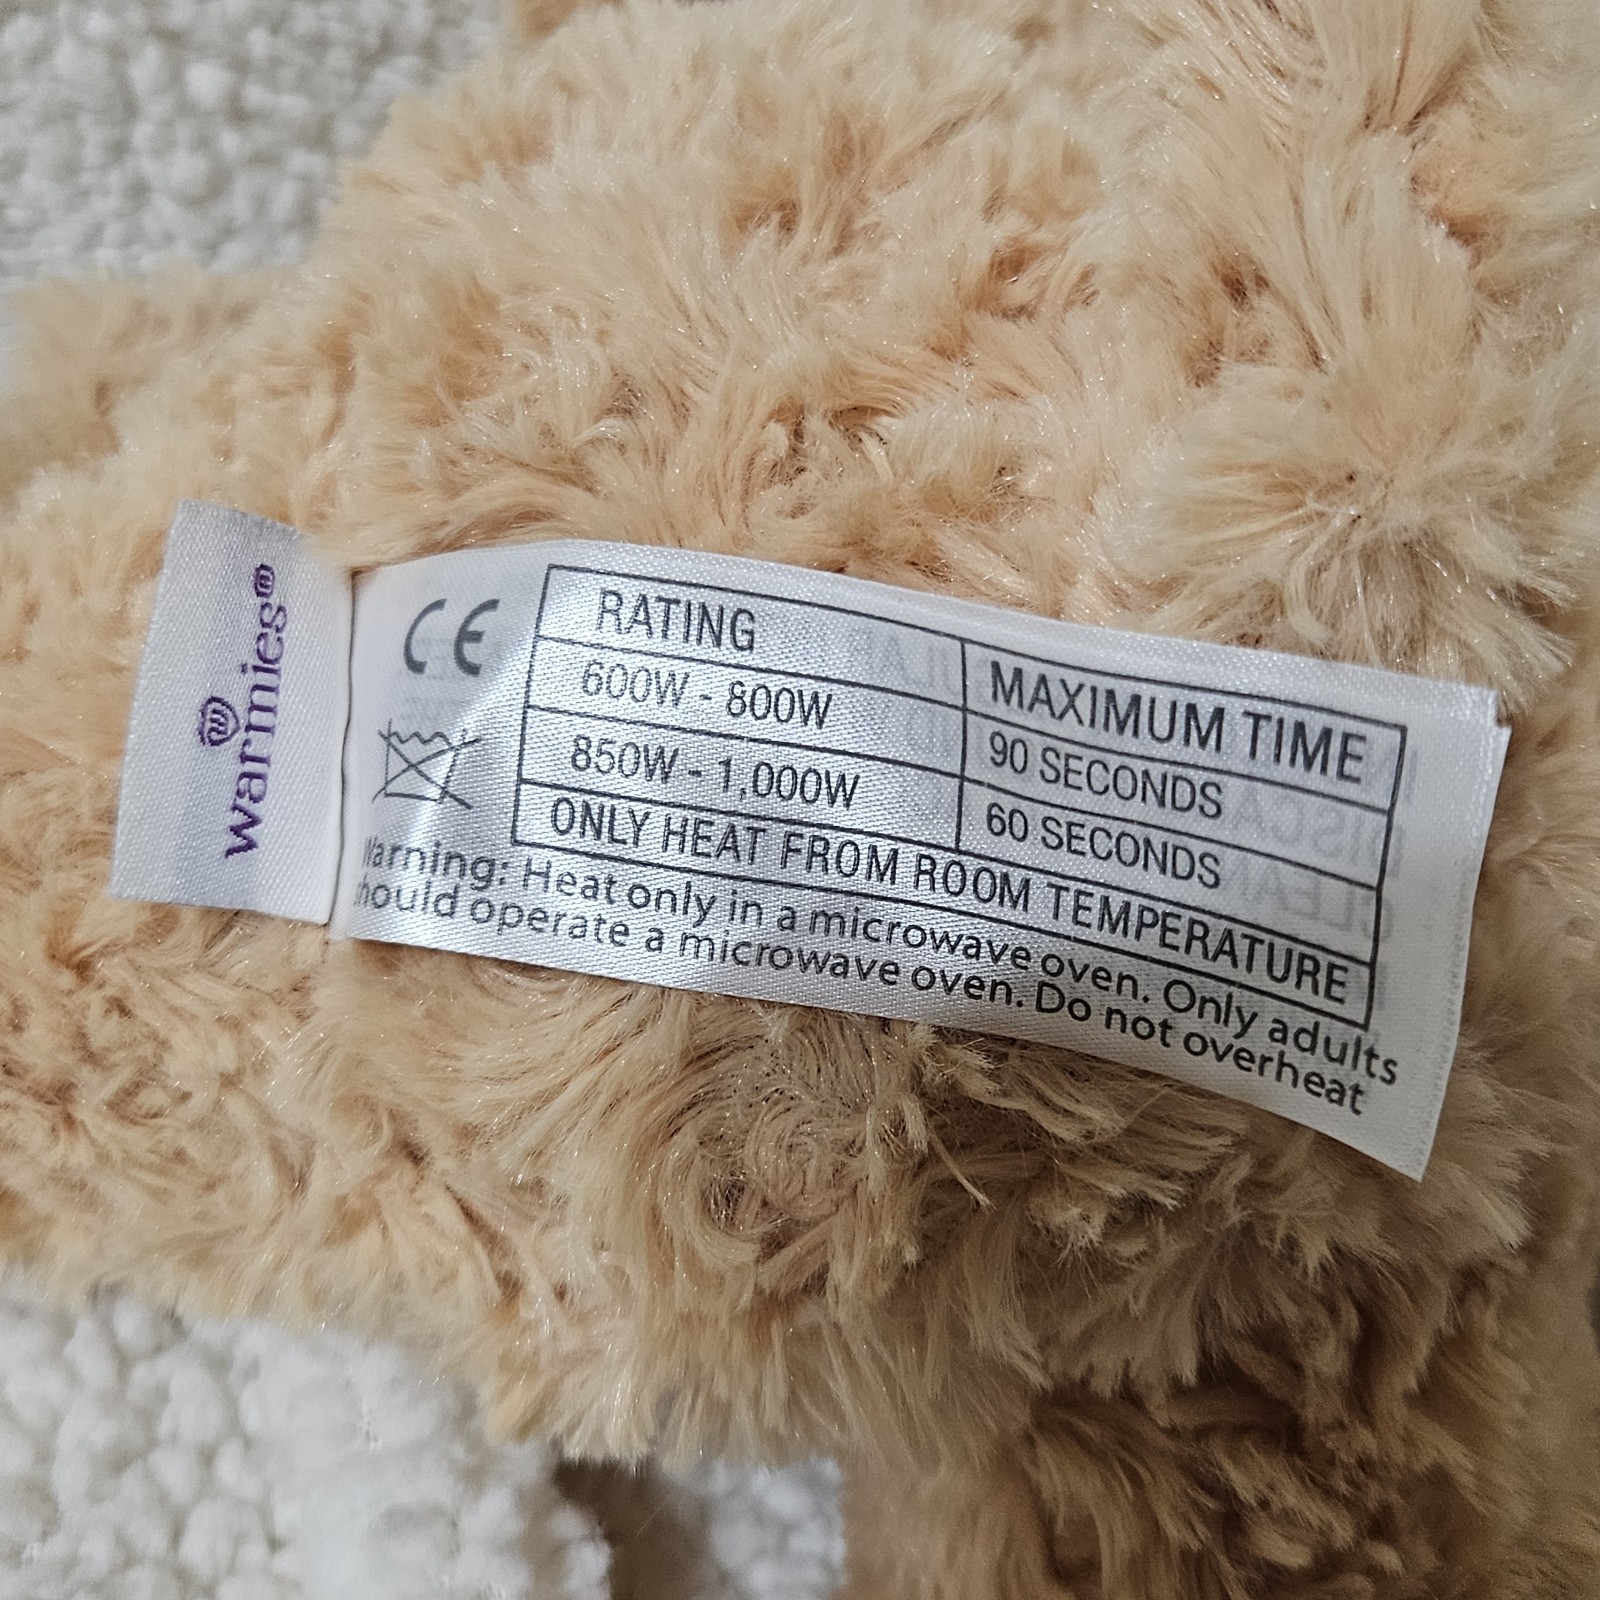 warmies®
CE
RATING MAXIMUM TIME
600W - 800W 90 SECONDS
850W - 1,000W 60 SECONDS
ONLY HEAT FROM ROOM TEMPERATURE
Warning: Heat only in a microwave oven. Only adults
should operate a microwave oven. Do not overheat